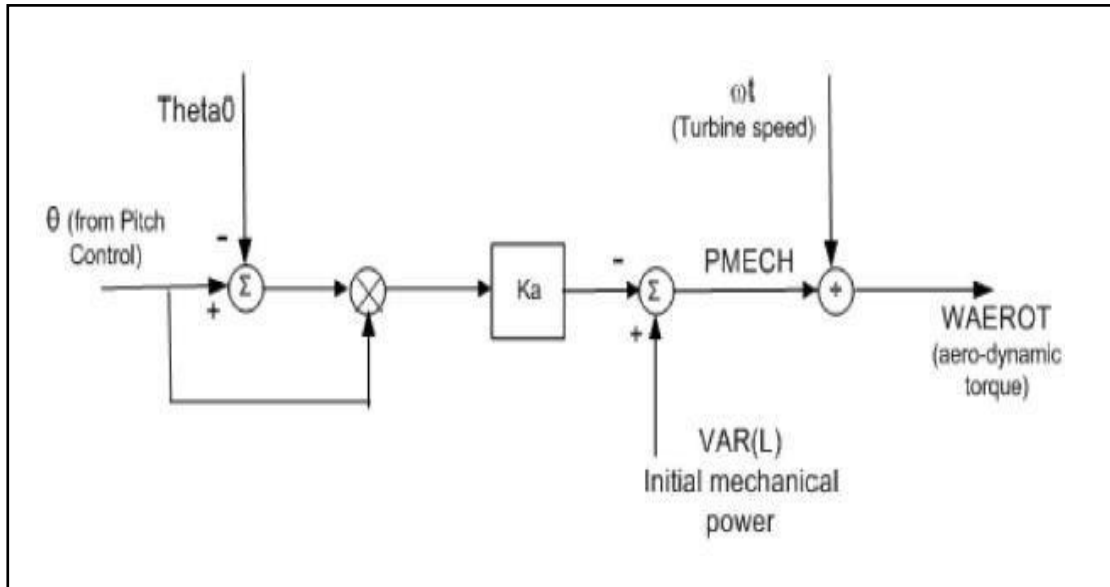 Theta0
ωt
(Turbine speed)
θ (from Pitch
Control)
-
Σ
+
Ka
-
Σ
+
PMECH
+
WAEROT
(aero-dynamic
torque)
VAR(L)
Initial mechanical
power